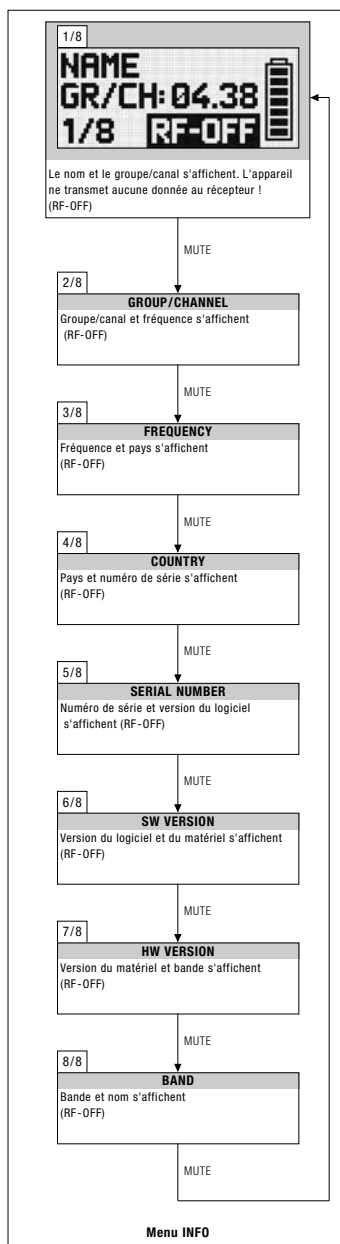 1/8
NAME
GR/CH: 04.38
1/8 RF-OFF
Le nom et le groupe/canal s'affichent. L'appareil
ne transmet aucune donnée au récepteur !
(RF-OFF)
MUTE
2/8
GROUP/CHANNEL
Groupe/canal et fréquence s'affichent
(RF-OFF)
MUTE
3/8
FREQUENCY
Fréquence et pays s'affichent
(RF-OFF)
MUTE
4/8
COUNTRY
Pays et numéro de série s'affichent
(RF-OFF)
MUTE
5/8
SERIAL NUMBER
Numéro de série et version du logiciel
s'affichent (RF-OFF)
MUTE
6/8
SW VERSION
Version du logiciel et du matériel s'affichent
(RF-OFF)
MUTE
7/8
HW VERSION
Version du matériel et bande s'affichent
(RF-OFF)
MUTE
8/8
BAND
Bande et nom s'affichent
(RF-OFF)
MUTE
Menu INFO